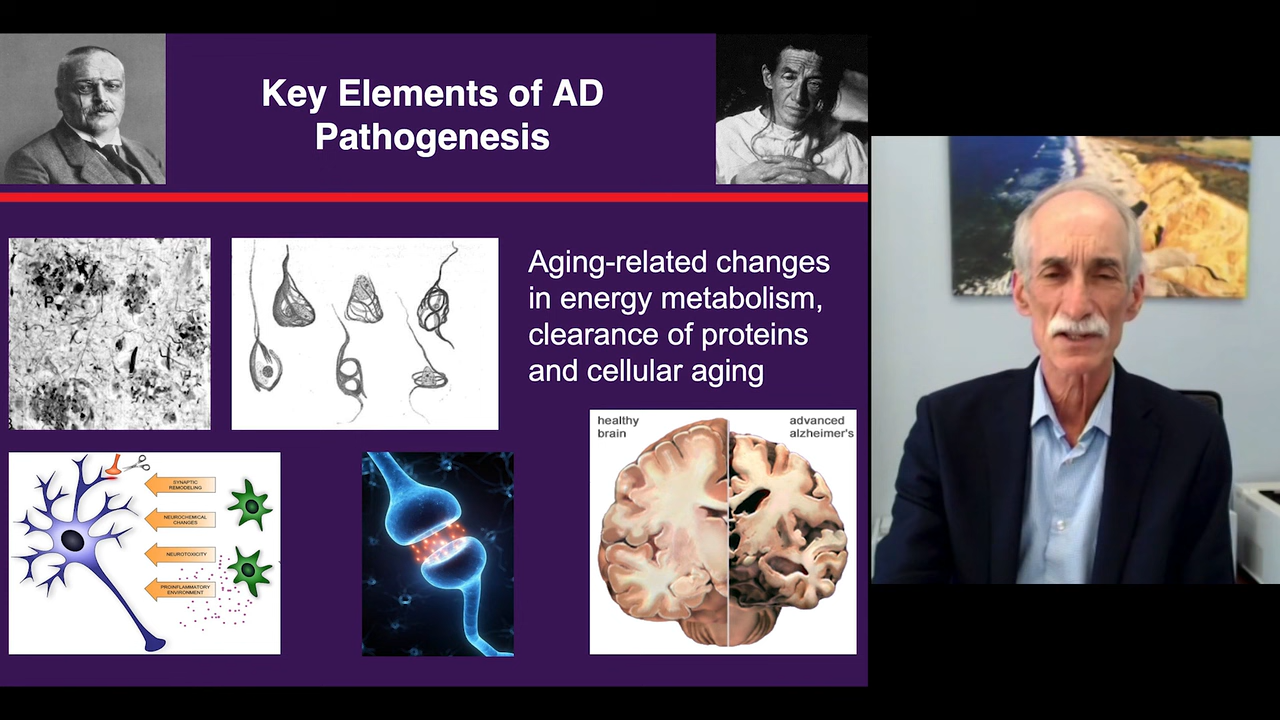 Key Elements of AD
Pathogenesis
Aging-related changes
in energy metabolism,
clearance of proteins
and cellular aging
P
healthy
brain
advanced
alzheimer's
SYNAPTIC
REMODELING
NEUROCHEMICAL
CHANGES
NEUROTOXICITY
PROINFLAMMATORY
ENVIRONMENT